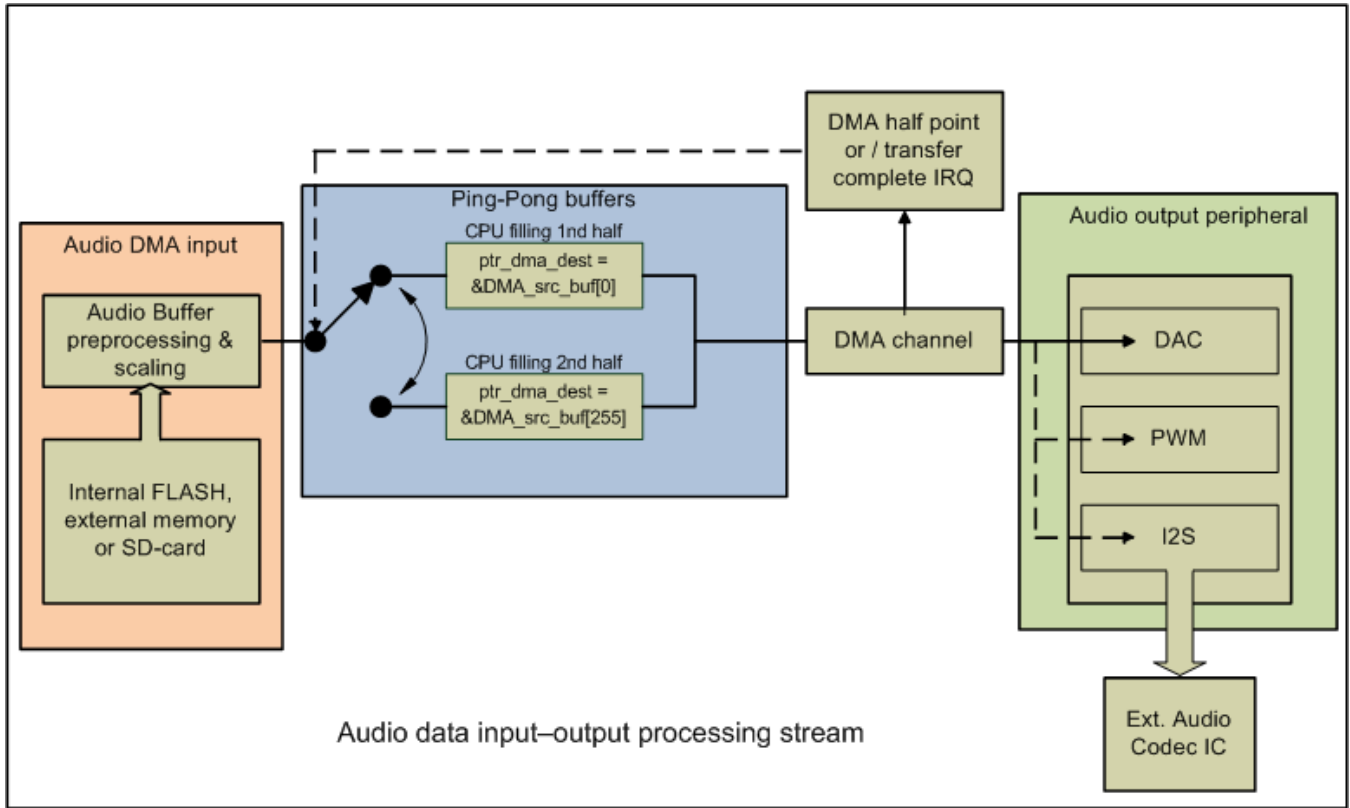 Audio DMA input
Audio Buffer
preprocessing &
scaling
Internal FLASH,
external memory
or SD-card
Ping-Pong buffers
CPU filling 1nd half
ptr_dma_dest =
&DMA_src_buf[0]
CPU filling 2nd half
ptr_dma_dest =
&DMA_src_buf[255]
DMA half point
or / transfer
complete IRQ
DMA channel
Audio output peripheral
DAC
PWM
I2S
Ext. Audio
Codec IC
Audio data input–output processing stream